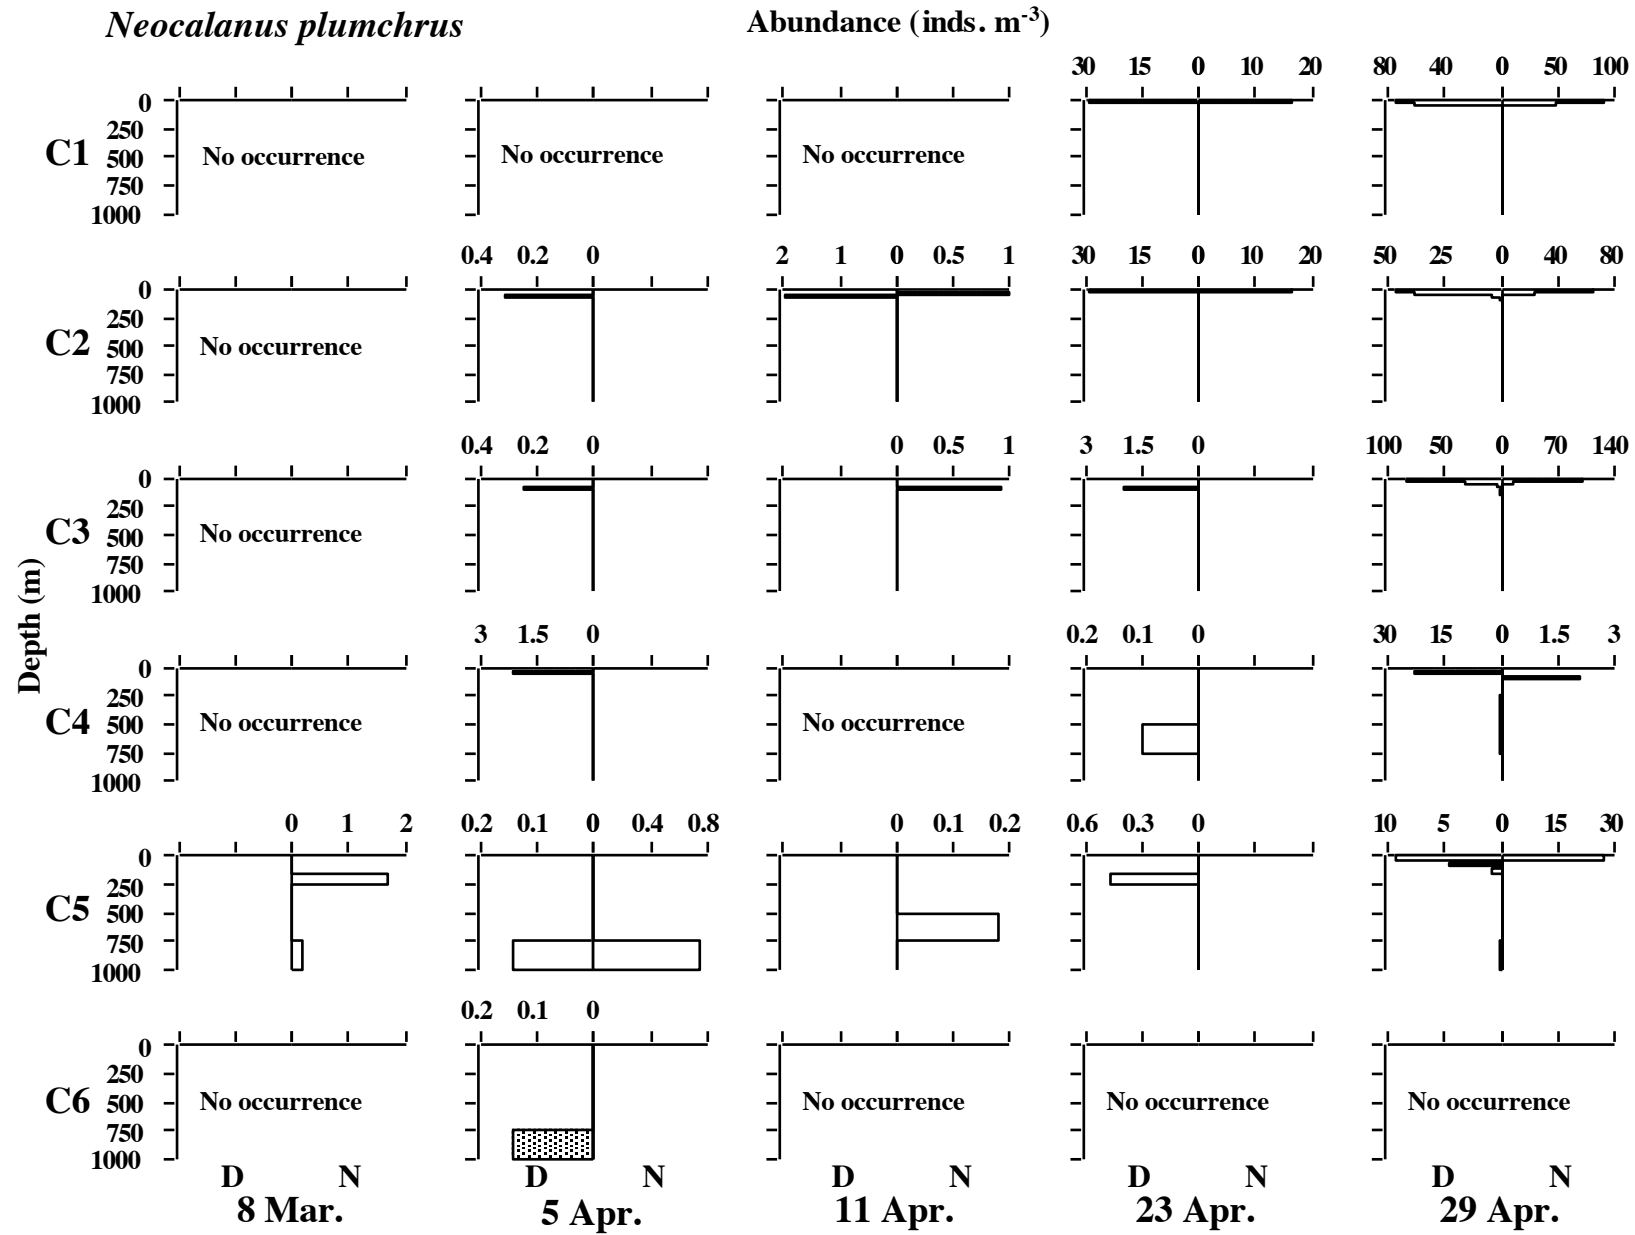 Neocalanus plumchrus Abundance (inds. m-3)
30 15 0 10 20 80 40 0 50 100
C1 0 250 500 750 1000 No occurrence No occurrence No occurrence
0.4 0.2 0 2 1 0 0.5 1 30 15 0 10 20 50 25 0 40 80
C2 0 250 500 750 1000 No occurrence
0.4 0.2 0 0 0.5 1 3 1.5 0 100 50 0 70 140
C3 0 250 500 750 1000 No occurrence
Depth (m)
3 1.5 0 0.2 0.1 0 30 15 0 1.5 3
C4 0 250 500 750 1000 No occurrence No occurrence
0 1 2 0.2 0.1 0 0.4 0.8 0 0.1 0.2 0.6 0.3 0 10 5 0 15 30
C5 0 250 500 750 1000
0.2 0.1 0
C6 0 250 500 750 1000 No occurrence No occurrence No occurrence No occurrence
D N D N D N D N D N
8 Mar. 5 Apr. 11 Apr. 23 Apr. 29 Apr.